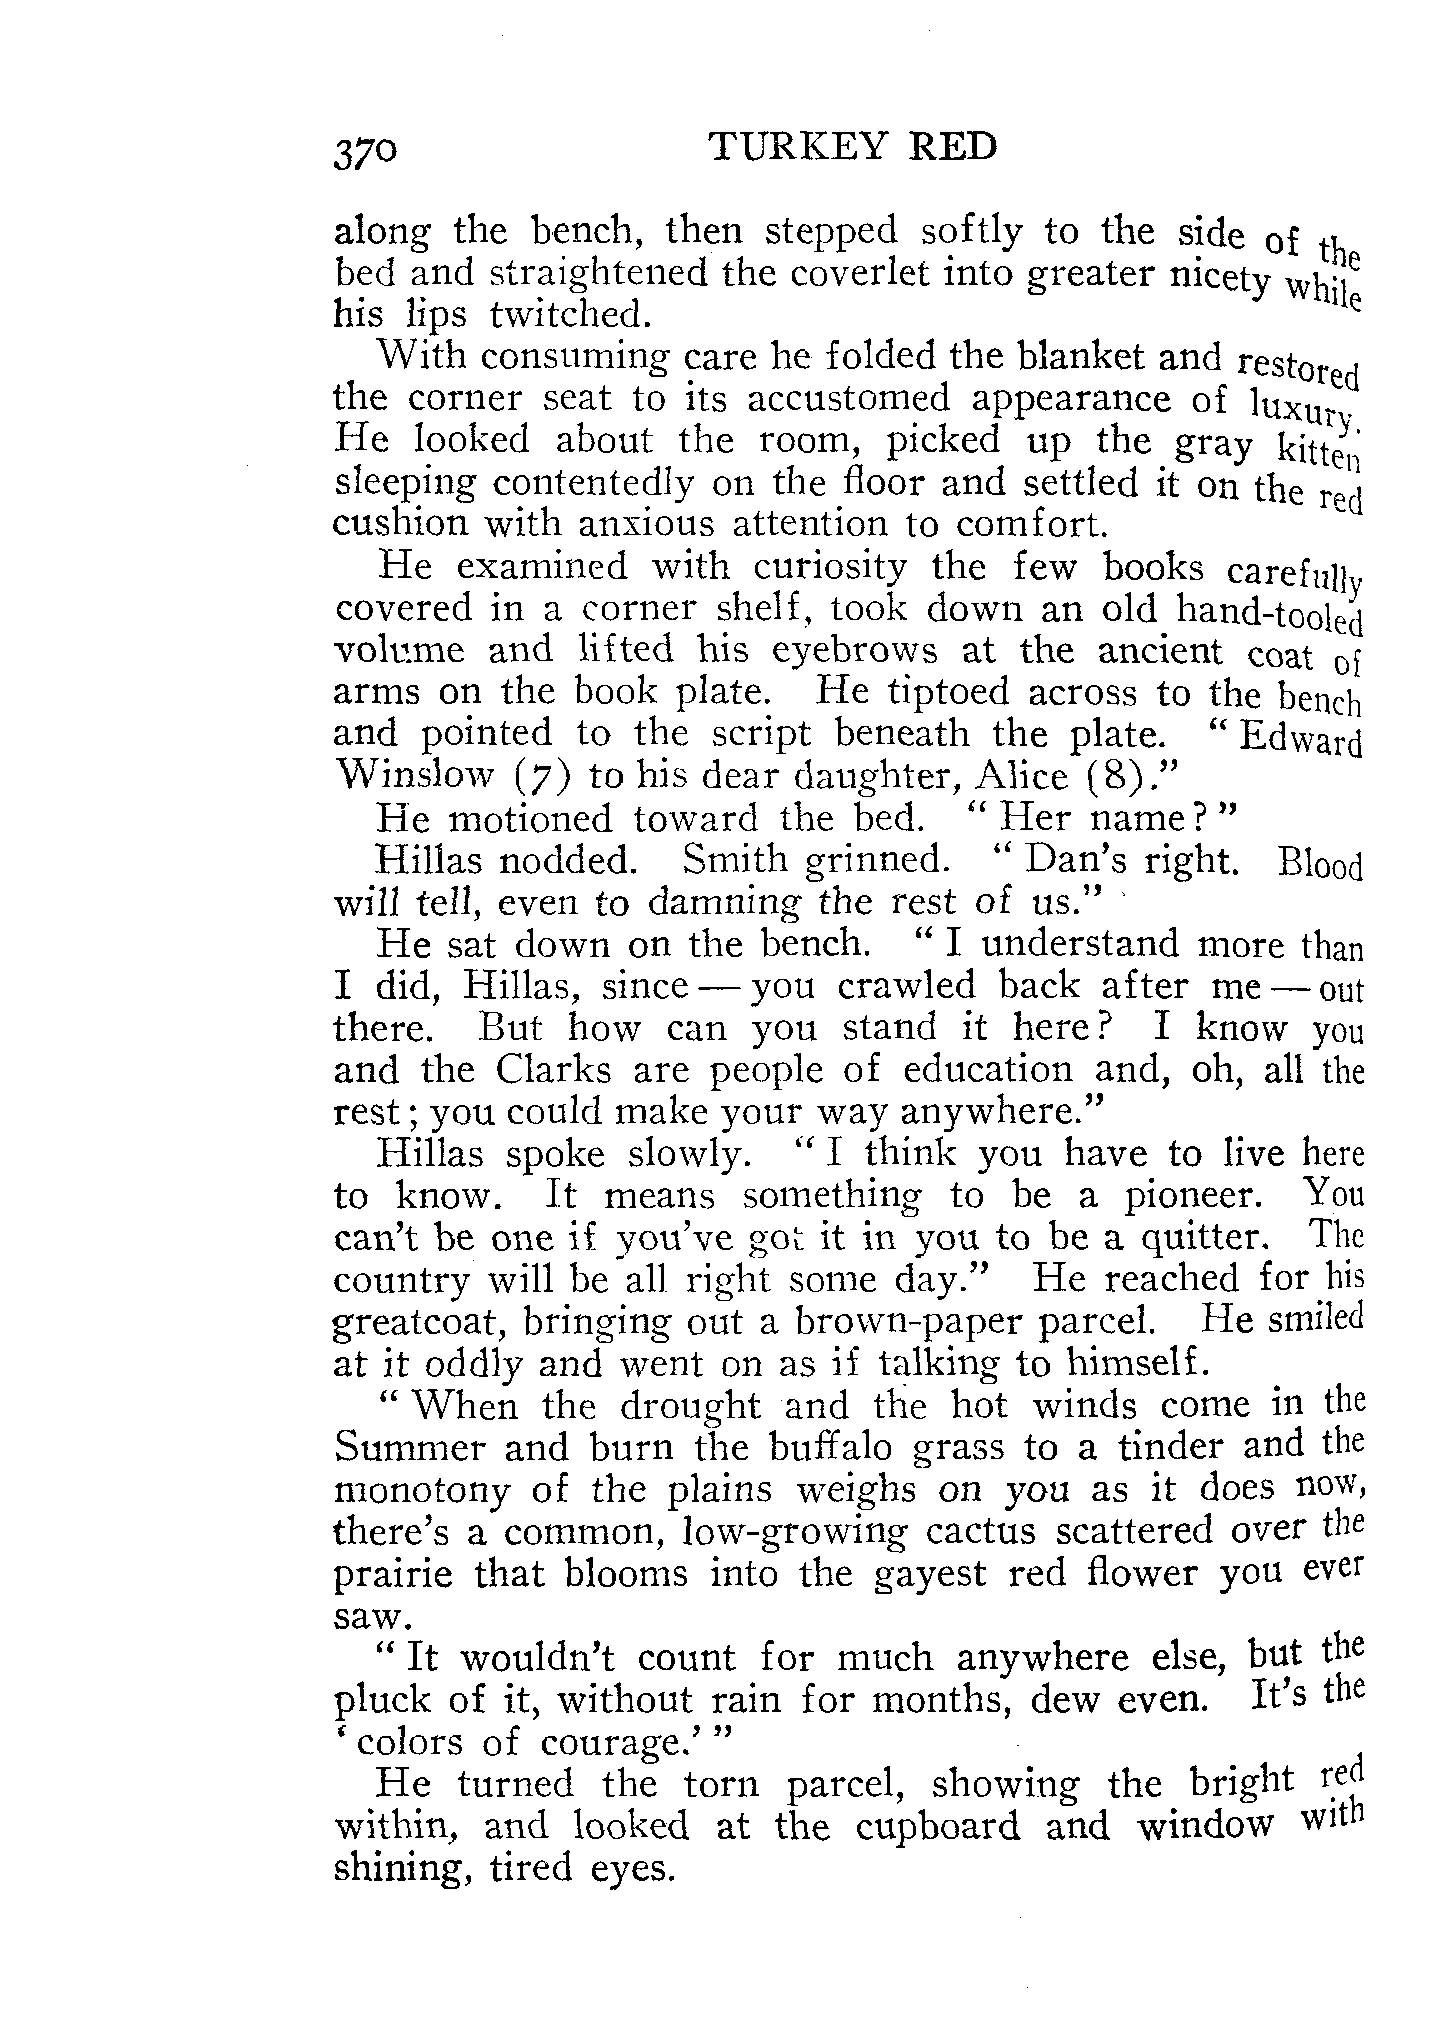 370 TURKEY RED
along the bench, then stepped softly to the side of the
bed and straightened the coverlet into greater nicety while
his lips twitched.
With consuming care he folded the blanket and restored
the corner seat to its accustomed appearance of luxury.
He looked about the room, picked up the gray kitten
sleeping contentedly on the floor and settled it on the red
cushion with anxious attention to comfort.
He examined with curiosity the few books carefully
covered in a corner shelf, took down an old hand-tooled
volume and lifted his eyebrows at the ancient coat of
arms on the book plate. He tiptoed across to the bench
and pointed to the script beneath the plate. “ Edward
Winslow (7) to his dear daughter, Alice (8).”
He motioned toward the bed. “ Her name? ”
Hillas nodded. Smith grinned. “ Dan's right. Blood
will tell, even to damning the rest of us.”
He sat down on the bench. “ I understand more than
I did, Hillas, since — you crawled back after me — out
there. But how can you stand it here? I know you
and the Clarks are people of education and, oh, all the
rest; you could make your way anywhere.”
Hillas spoke slowly. “ I think you have to live here
to know. It means something to be a pioneer. You
can't be one if you've got it in you to be a quitter. The
country will be all right some day.” He reached for his
greatcoat, bringing out a brown-paper parcel. He smiled
at it oddly and went on as if talking to himself.
“ When the drought and the hot winds come in the
Summer and burn the buffalo grass to a tinder and the
monotony of the plains weighs on you as it does now,
there's a common, low-growing cactus scattered over the
prairie that blooms into the gayest red flower you ever
saw.
“ It wouldn't count for much anywhere else, but the
pluck of it, without rain for months, dew even. It's the
‘ colors of courage.’ ”
He turned the torn parcel, showing the bright red
within, and looked at the cupboard and window with
shining, tired eyes.